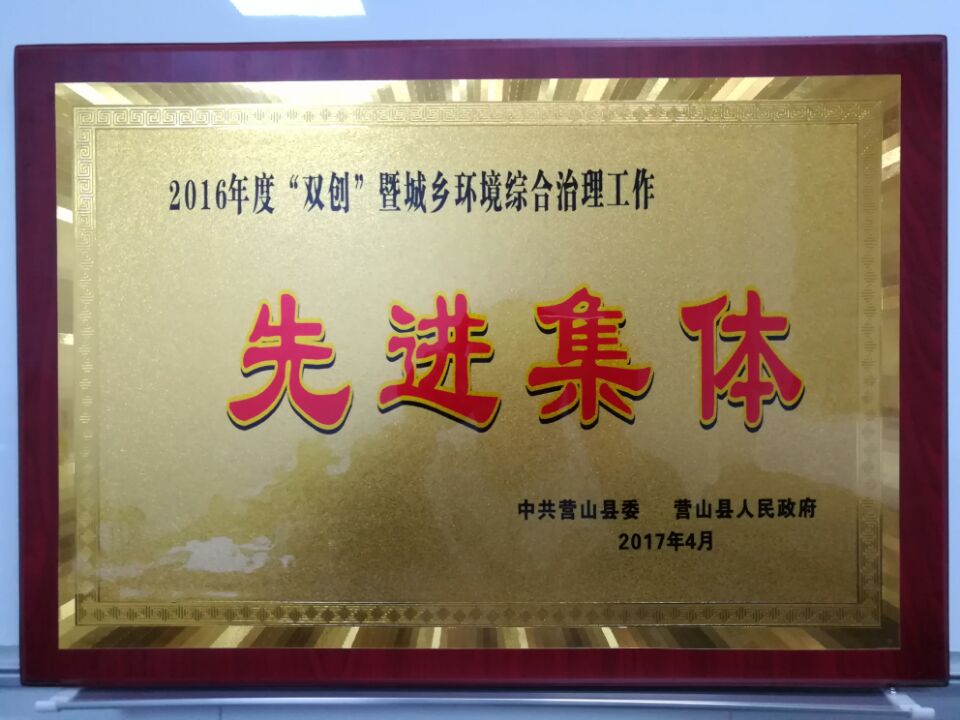 2016年度“双创”暨城乡环境综合治理工作
先进集体
中共营山县委 营山县人民政府
2017年4月